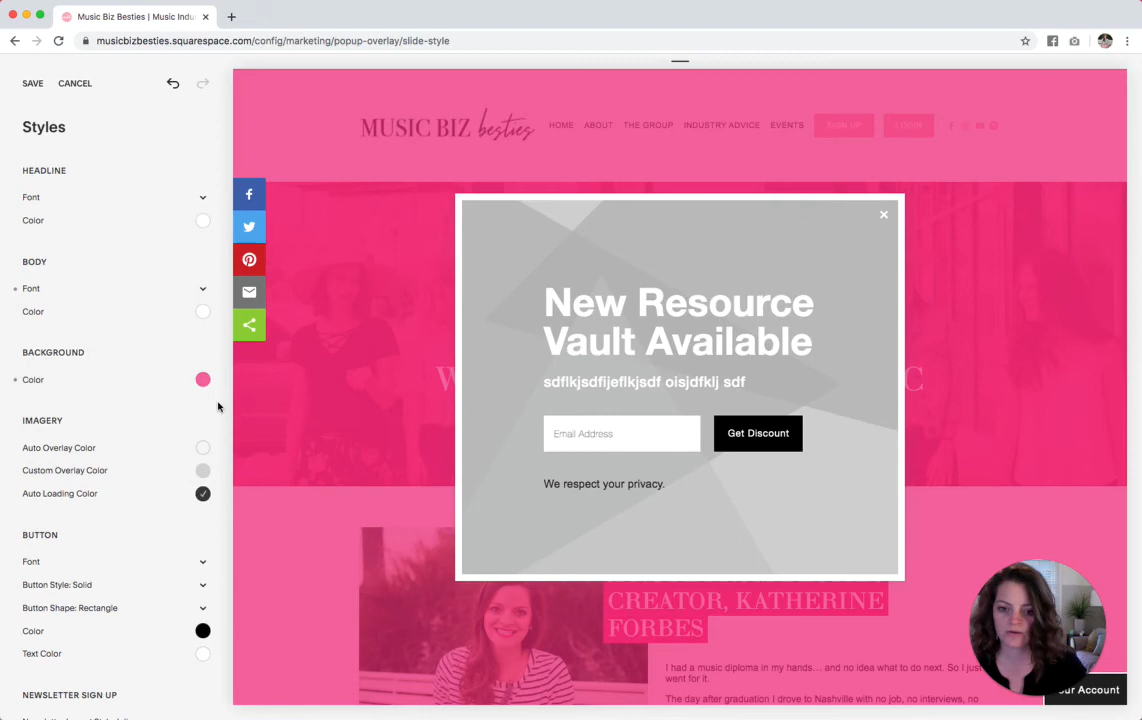 Music Biz Besties | Music Indu
musicbizbesties.squarespace.com/config/marketing/popup-overlay/slide-style
SAVE CANCEL
Styles
HEADLINE
Font
Color
BODY
Font
Color
BACKGROUND
Color
IMAGERY
Auto Overlay Color
Custom Overlay Color
Auto Loading Color
BUTTON
Font
Button Style: Solid
Button Shape: Rectangle
Color
Text Color
NEWSLETTER SIGN UP
MUSIC BIZ besties
HOME ABOUT THE GROUP INDUSTRY ADVICE EVENTS SIGN UP LOGIN
W C
New Resource
Vault Available
sdflkjsdfijeflkjsdf oisjdfklj sdf
Email Address
Get Discount
We respect your privacy.
CREATOR, KATHERINE
FORBES
I had a music diploma in my hands... and no idea what to do next. So I just
went for it.
The day after graduation I drove to Nashville with no job, no interviews, no
our Account